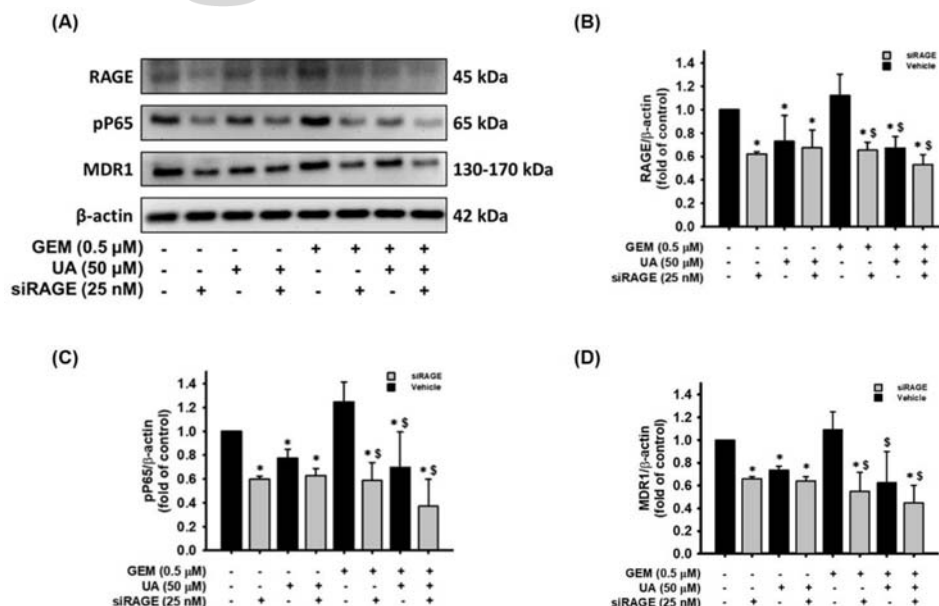 (A)
RAGE 45 kDa
pP65 65 kDa
MDR1 130-170 kDa
β-actin 42 kDa
- - - - + + + + GEM (0.5 μM)
- - + + - - + + UA (50 μM)
- + - + - + - + siRAGE (25 nM)
(B)
siRAGE
Vehicle
RAGE/β-actin
(fold of control)
1.4
1.2
1.0
0.8
0.6
0.4
0.2
0.0
* * * * $ * $ * $
GEM (0.5 μM) - - - - + + + +
UA (50 μM) - - + + - - + +
siRAGE (25 nM) - + - + - + - +
(C)
siRAGE
Vehicle
pP65/β-actin
(fold of control)
1.4
1.2
1.0
0.8
0.6
0.4
0.2
0.0
* * * * $ * $ * $
GEM (0.5 μM) - - - - + + + +
UA (50 μM) - - + + - - + +
siRAGE (25 nM) - + - + - + - +
(D)
siRAGE
Vehicle
MDR1/β-actin
(fold of control)
1.4
1.2
1.0
0.8
0.6
0.4
0.2
0.0
* * * * $ $ * $
GEM (0.5 μM) - - - - + + + +
UA (50 μM) - - + + - - + +
siRAGE (25 nM) - + - + - + - +